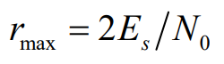 r_max = 2E_s/N_0